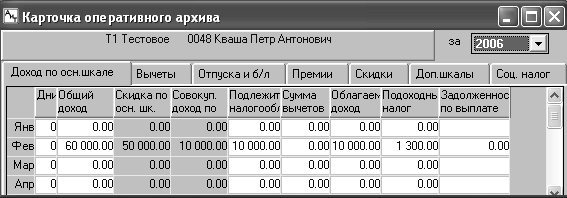 Карточка оперативного архива
Т1 Тестовое 0048 Кваша Петр Антонович за 2006
Доход по осн.шкале Вычеты Отпуска и б/л Премии Скидки Доп.шкалы Соц. налог
Дни Общий доход Скидка по осн. шк. Совокуп. доход по Подлежит налогообл Сумма вычетов Облагаем доход Подоходны налог Задолженнос по выплате
Янв 0 0.00 0.00 0.00 0.00 0.00 0.00 0.00
Фев 0 60 000.00 50 000.00 10 000.00 10 000.00 0.00 10 000.00 1 300.00 0.00
Мар 0 0.00 0.00 0.00 0.00 0.00 0.00 0.00
Апр 0 0.00 0.00 0.00 0.00 0.00 0.00 0.00